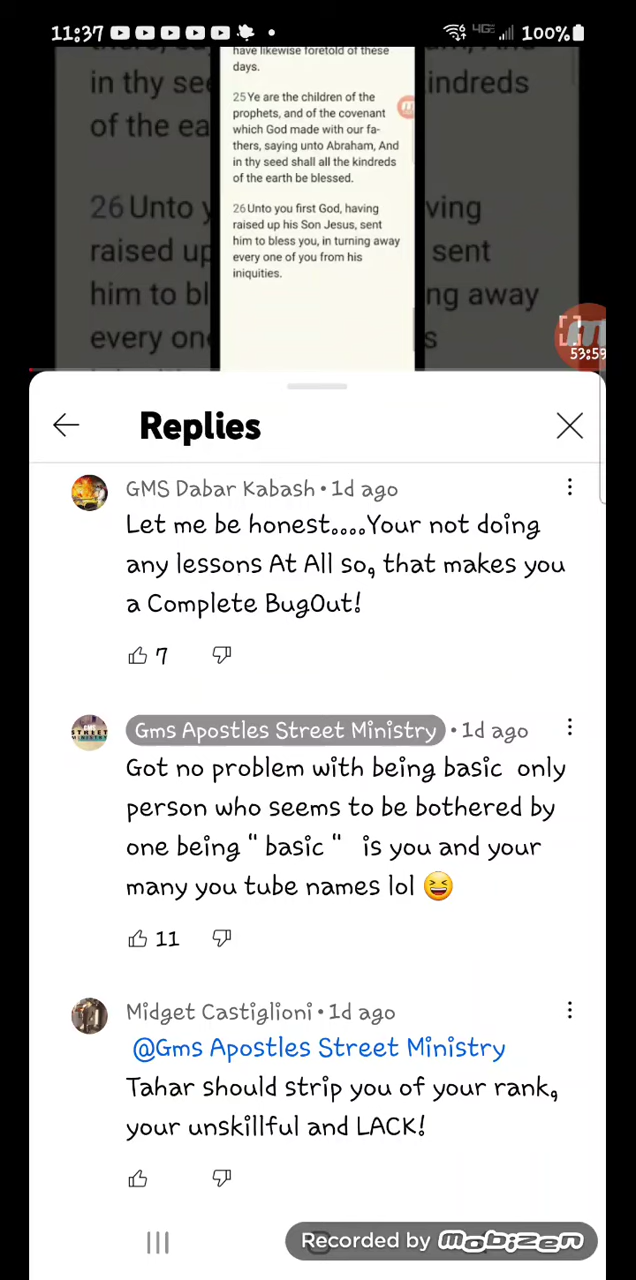 11:37
4GE
100%
have likewise foretold of these
days.
in thy see
indreds
of the ea
25 Ye are the children of the
prophets, and of the covenant
which God made with our fa-
thers, saying unto Abraham, And
in thy seed shall all the kindreds
of the earth be blessed.
26 Unto y
ving
raised up
sent
him to bl
ng away
every on
s
26 Unto you first God, having
raised up his Son Jesus, sent
him to bless you, in turning away
every one of you from his
iniquities.
53:59
Replies
GMS Dabar Kabash • 1d ago
Let me be honest....Your not doing
any lessons At All so, that makes you
a Complete BugOut!
7
GMS
STREET
MINISTRY
Gms Apostles Street Ministry • 1d ago
Got no problem with being basic only
person who seems to be bothered by
one being " basic " is you and your
many you tube names lol 😆
11
Midget Castiglioni • 1d ago
@Gms Apostles Street Ministry
Tahar should strip you of your rank,
your unskillful and LACK!
Recorded by mobizen